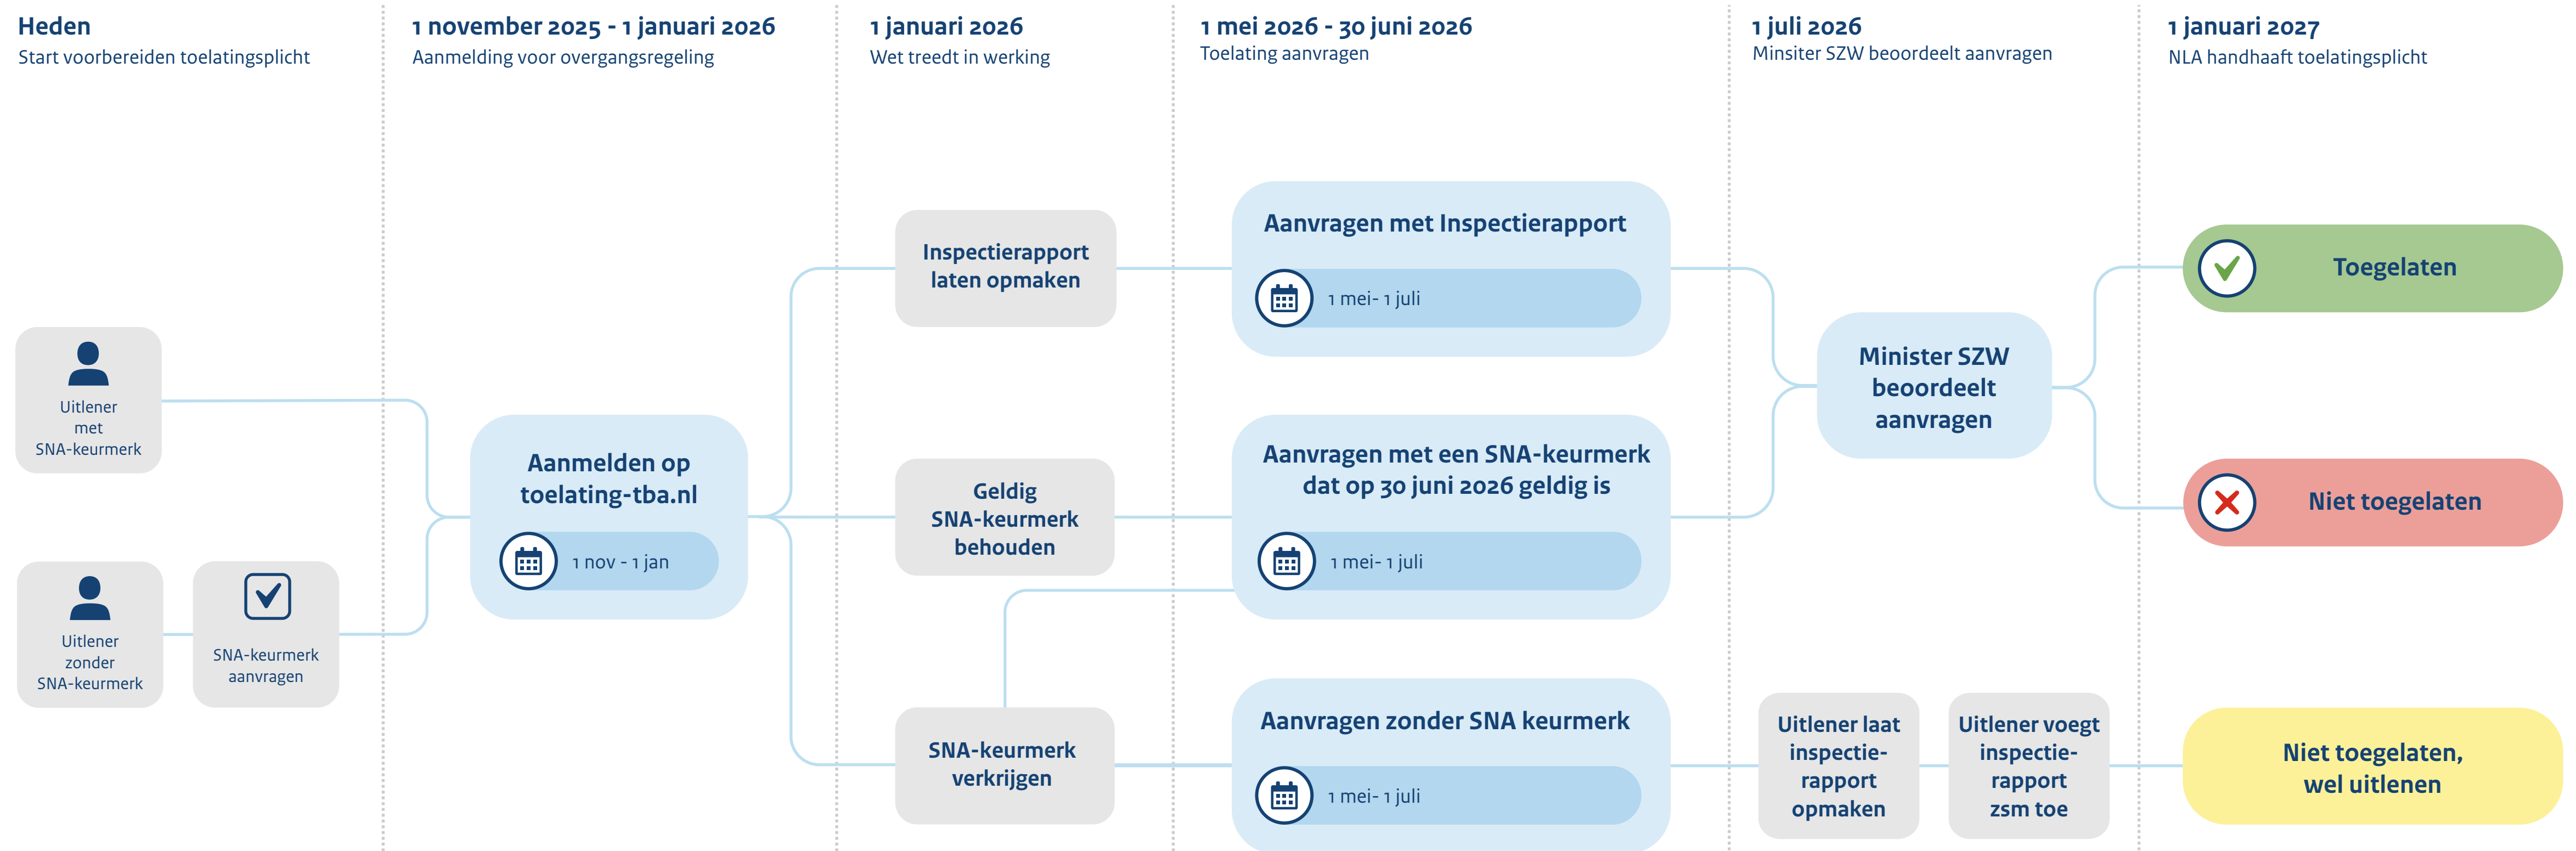 Heden
Start voorbereiden toelatingsplicht
1 november 2025 - 1 januari 2026
Aanmelding voor overgangsregeling
1 januari 2026
Wet treedt in werking
1 mei 2026 - 30 juni 2026
Toelating aanvragen
1 juli 2026
Minsiter SZW beoordeelt aanvragen
1 januari 2027
NLA handhaaft toelatingsplicht
Uitlener
met
SNA-keurmerk
Uitlener
zonder
SNA-keurmerk
SNA-keurmerk
aanvragen
Aanmelden op
toelating-tba.nl
1 nov - 1 jan
Inspectierapport
laten opmaken
Geldig
SNA-keurmerk
behouden
SNA-keurmerk
verkrijgen
Aanvragen met Inspectierapport
1 mei- 1 juli
Aanvragen met een SNA-keurmerk
dat op 30 juni 2026 geldig is
1 mei- 1 juli
Aanvragen zonder SNA keurmerk
1 mei- 1 juli
Minister SZW
beoordeelt
aanvragen
Uitlener laat
inspectie-
rapport
opmaken
Uitlener voegt
inspectie-
rapport
zsm toe
Toegelaten
Niet toegelaten
Niet toegelaten,
wel uitlenen